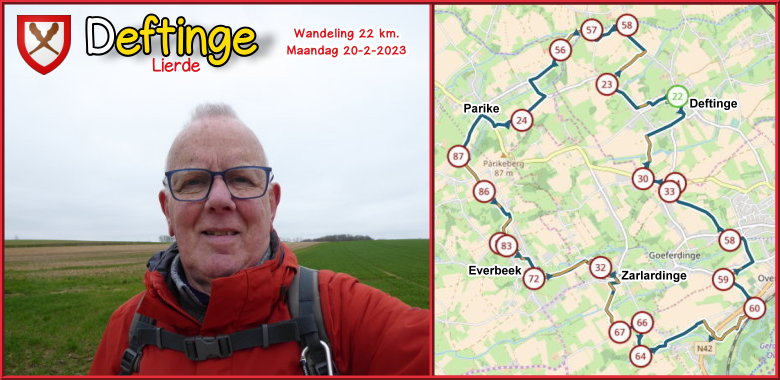 Deftinge
Lierde
Wandeling 22 km.
Maandag 20-2-2023
57
58
56
23
22
Deftinge
Parike
24
87
Parikeberg
87 m
30
33
86
83
58
Goeferdinge
Everbeek
72
32
Zarlardinge
59
60
67
66
64
N42